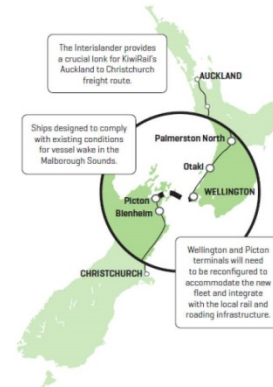 The Interislander provides
a crucial lonk for KiwiRail's
Auckland to Christchurch
freight route.
AUCKLAND
Ships designed to comply
with existing conditions
for vessel wake in the
Malborough Sounds.
Palmerston North
Otaki
WELLINGTON
Picton
Blenheim
Wellington and Picton
terminals will need
to be reconfigured to
accommodate the new
fleet and integrate
with the local rail and
roading infrastructure.
CHRISTCHURCH